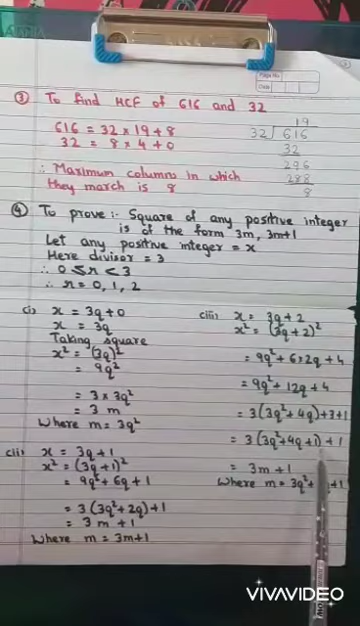 Page No.
Date
③ To find HCF of 616 and 32
616 = 32 × 19 + 8
32 = 8 × 4 + 0
∴ Maximum columns in which
they march is 8
19
32 ) 616
32
296
288
8
④ To prove :- Square of any positive integer
is of the form 3m, 3m+1
Let any positive integer = x
Here divisor = 3
∴ 0 ≤ r < 3
∴ r = 0, 1, 2
(i) x = 3q + 0
x = 3q
Taking square
x² = (3q)²
= 9q²
= 3 × 3q²
= 3 m
Where m = 3q²
(ii) x = 3q + 1
x² = (3q+1)²
= 9q² + 6q + 1
= 3(3q² + 2q) + 1
= 3 m + 1
Where m = 3m+1
(iii) x = 3q + 2
x² = (3q+2)²
= 9q² + 6×2q + 4
= 9q² + 12q + 4
= 3(3q² + 4q) + 3 + 1
= 3(3q² + 4q + 1) + 1
= 3m + 1
Where m = 3q² + q + 1
VIVAVIDEO